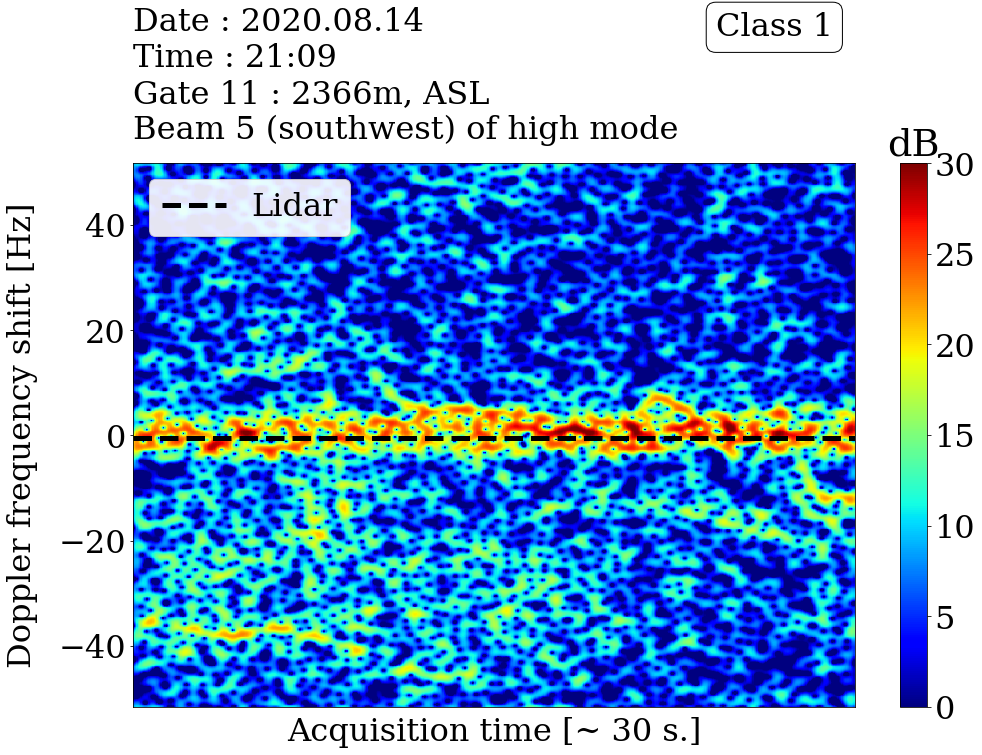 Date : 2020.08.14
Time : 21:09
Gate 11 : 2366m, ASL
Beam 5 (southwest) of high mode
Class 1
dB
Lidar
Doppler frequency shift [Hz]
40
20
0
−20
−40
30
25
20
15
10
5
0
Acquisition time [~ 30 s.]